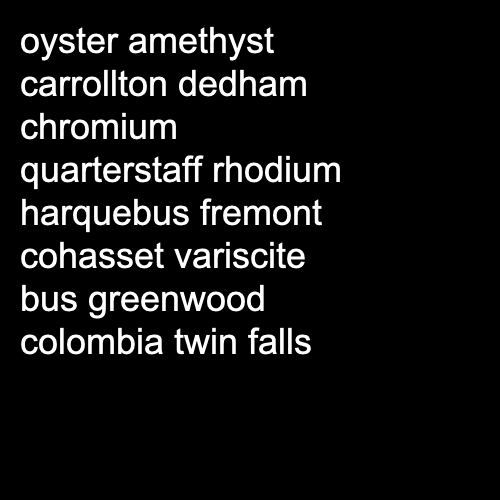 oyster amethyst
carrollton dedham
chromium
quarterstaff rhodium
harquebus fremont
cohasset variscite
bus greenwood
colombia twin falls